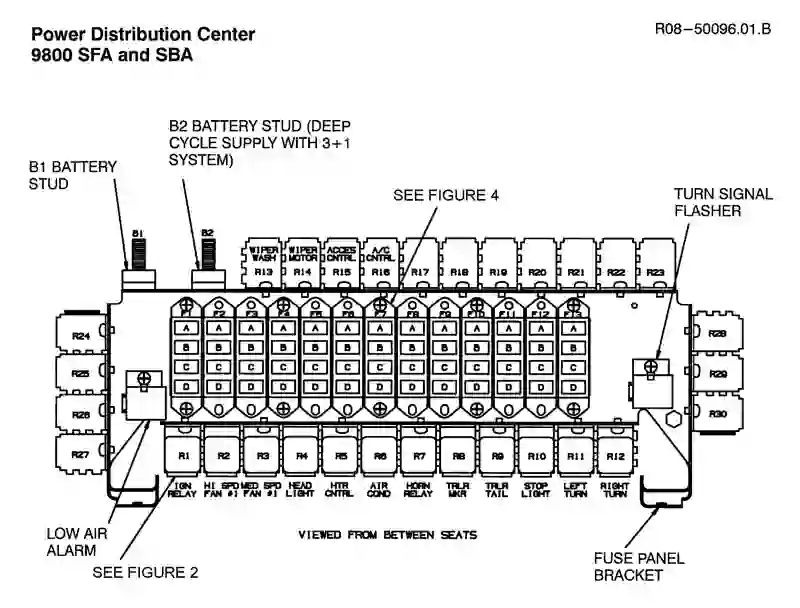 Power Distribution Center
9800 SFA and SBA
R08-50096.01.B
B2 BATTERY STUD (DEEP
CYCLE SUPPLY WITH 3+1
SYSTEM)
B1 BATTERY
STUD
SEE FIGURE 4
TURN SIGNAL
FLASHER
B1 B2
WIPER WASH R13
WIPER MOTOR R14
ACCES CNTRL R15
A/C CNTRL R16
R17 R18 R19 R20 R21 R22 R23
F1 F2 F3 F4 F5 F6 F7 F8 F9 F10 F11 F12 F13
A A A A A A A A A A A A A
B B B B B B B B B B B B B
C C C C C C C C C C C C C
D D D D D D D D D D D D D
R24
R25
R26
R27
R28
R29
R30
R1 R2 R3 R4 R5 R6 R7 R8 R9 R10 R11 R12
IGN HI SPD MED SPD HEAD HTR AIR HORN TRLR TRLR STOP LEFT RIGHT
RELAY FAN #1 FAN #1 LIGHT CNTRL COND RELAY MKR TAIL LIGHT TURN TURN
VIEWED FROM BETWEEN SEATS
LOW AIR
ALARM
SEE FIGURE 2
FUSE PANEL
BRACKET